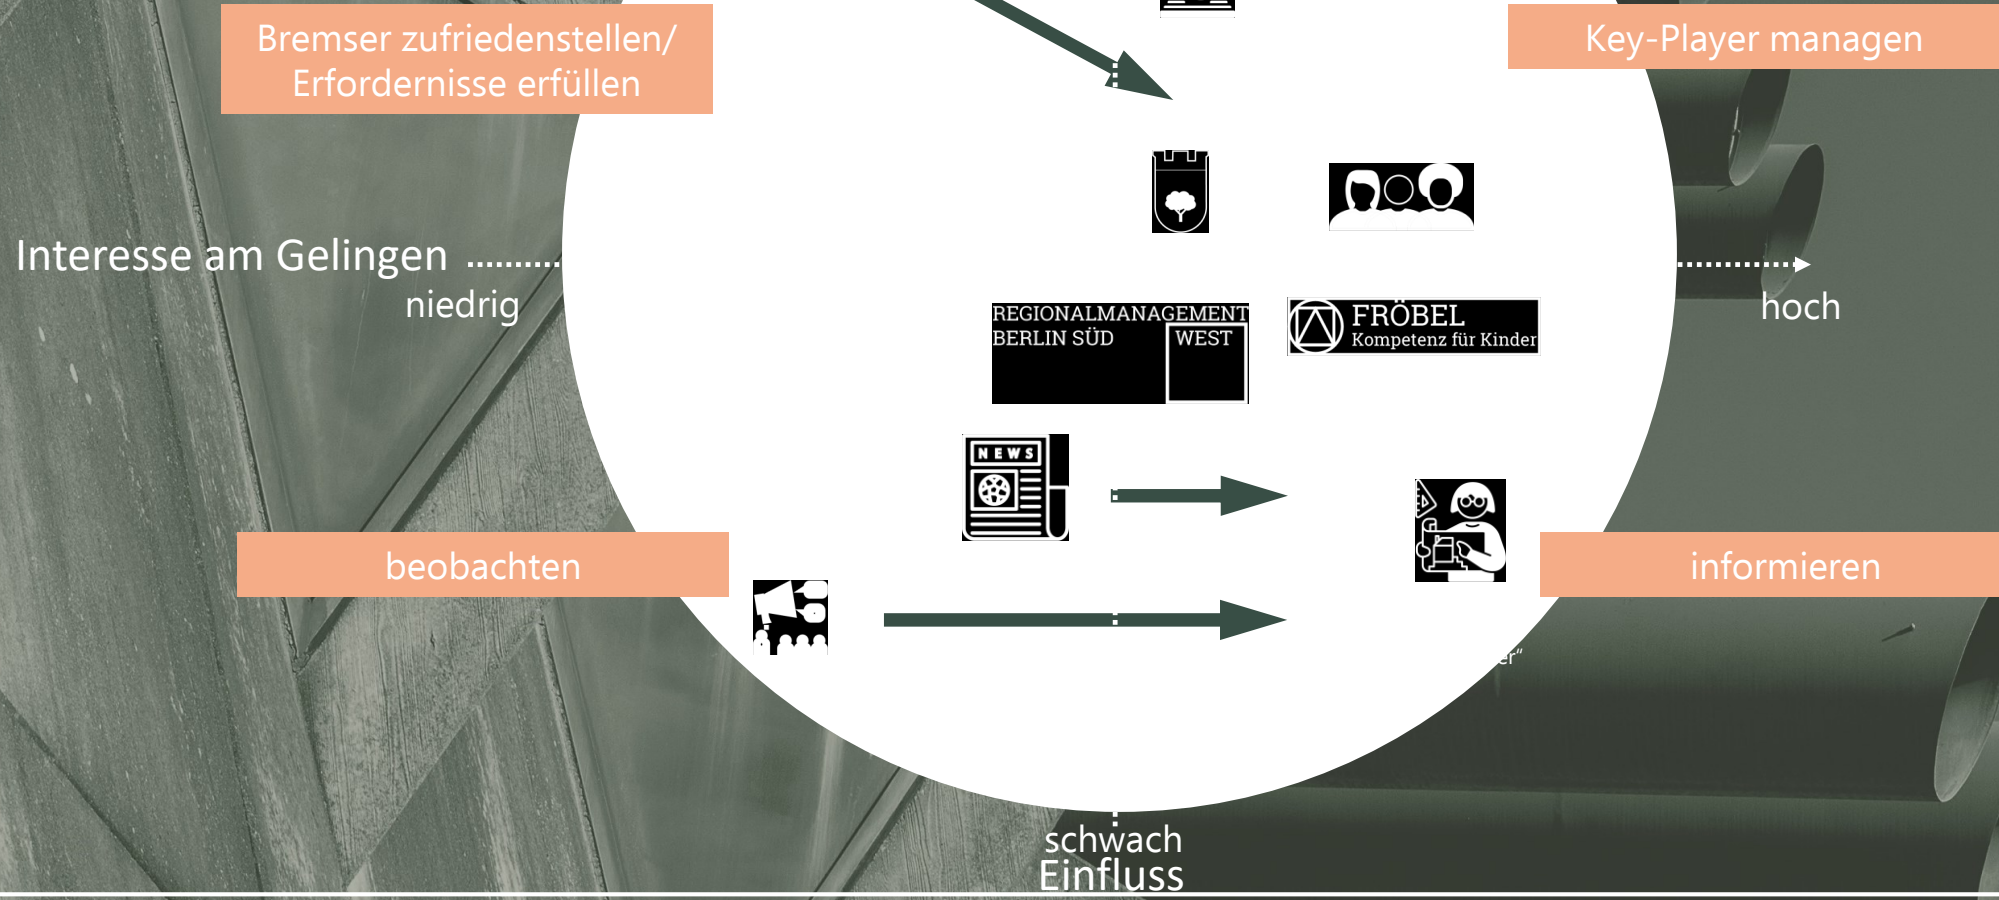 Bremser zufriedenstellen/
Erfordernisse erfüllen
Key-Player managen
Interesse am Gelingen
niedrig
hoch
REGIONALMANAGEMENT
BERLIN SÜD WEST
FRÖBEL
Kompetenz für Kinder
NEWS
beobachten
informieren
schwach
Einfluss